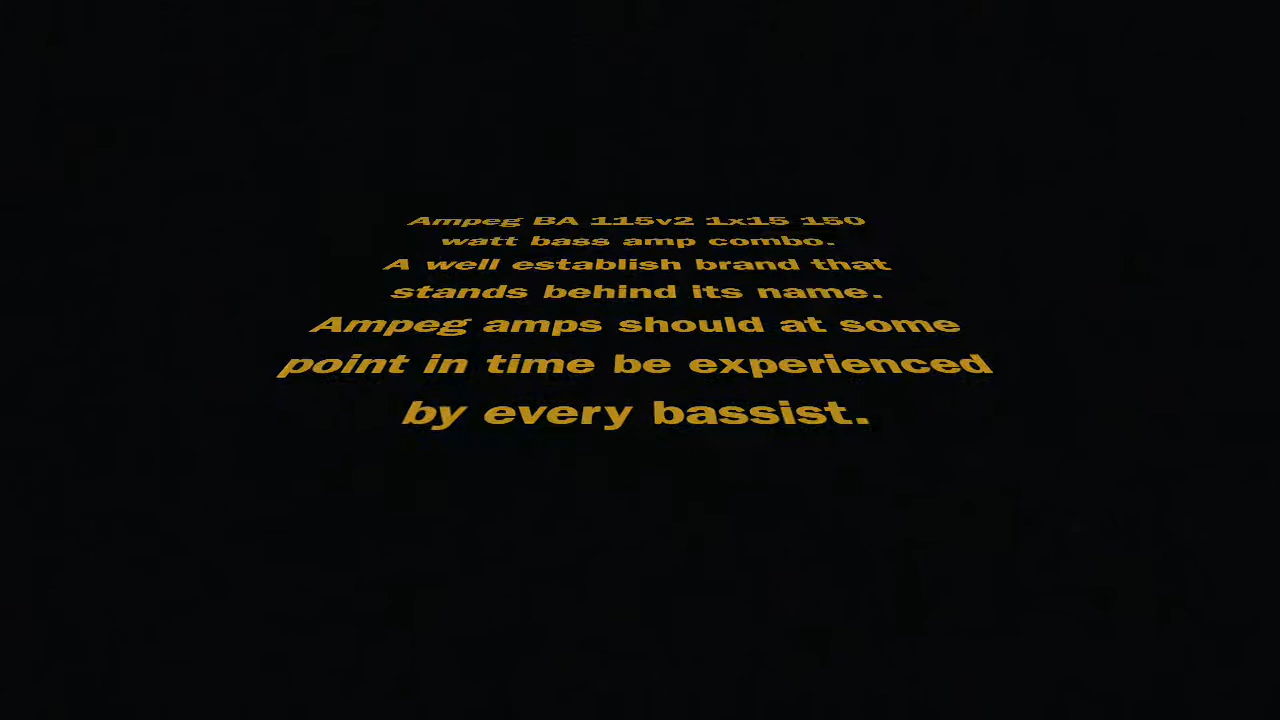 Ampeg BA 115v2 1x15 150
watt bass amp combo.
A well establish brand that
stands behind its name.
Ampeg amps should at some
point in time be experienced
by every bassist.